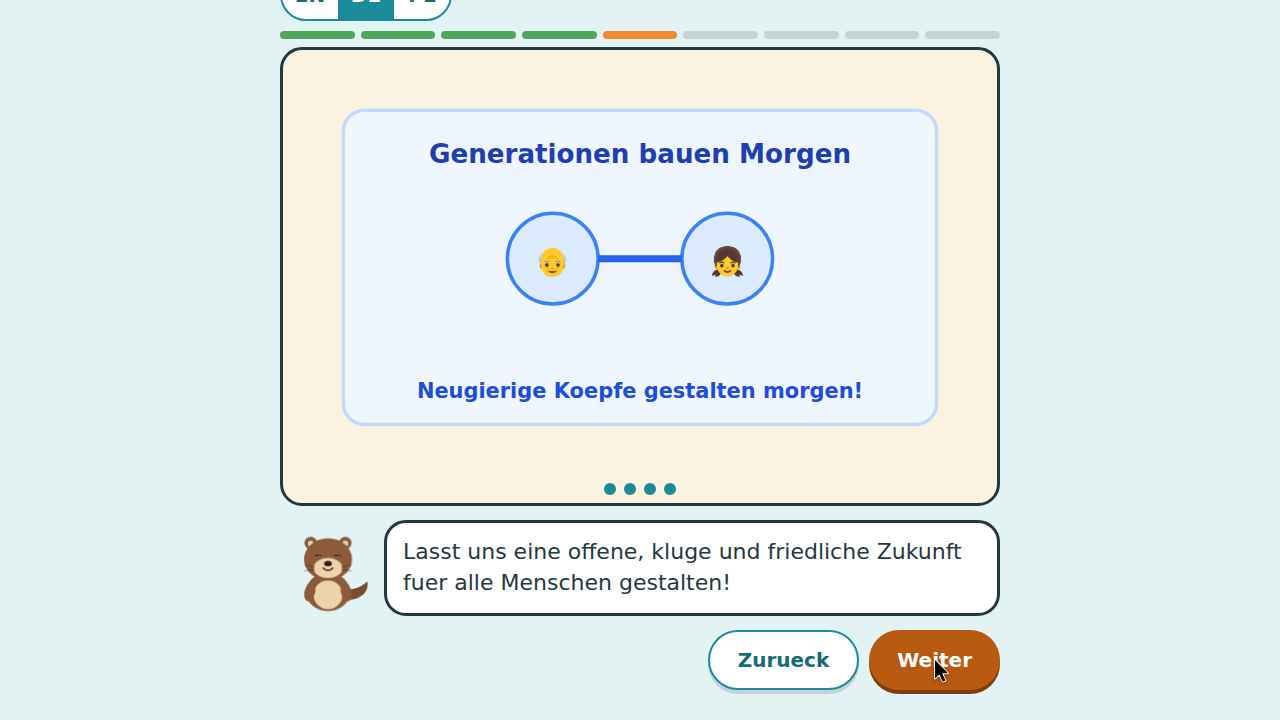 Generationen bauen Morgen
Neugierige Koepfe gestalten morgen!
Lasst uns eine offene, kluge und friedliche Zukunft
fuer alle Menschen gestalten!
Zurueck
Weiter